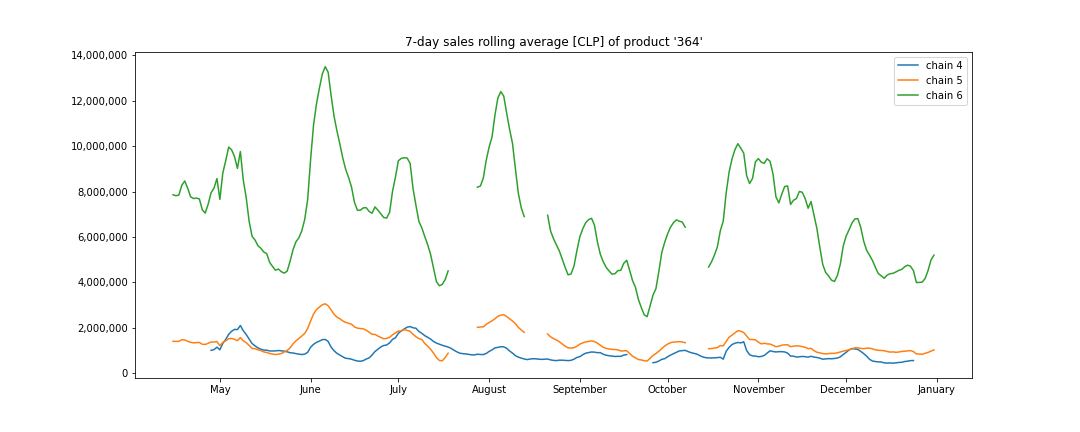 7-day sales rolling average [CLP] of product '364'
14,000,000
12,000,000
10,000,000
8,000,000
6,000,000
4,000,000
2,000,000
0
chain 4
chain 5
chain 6
May June July August September October November December January